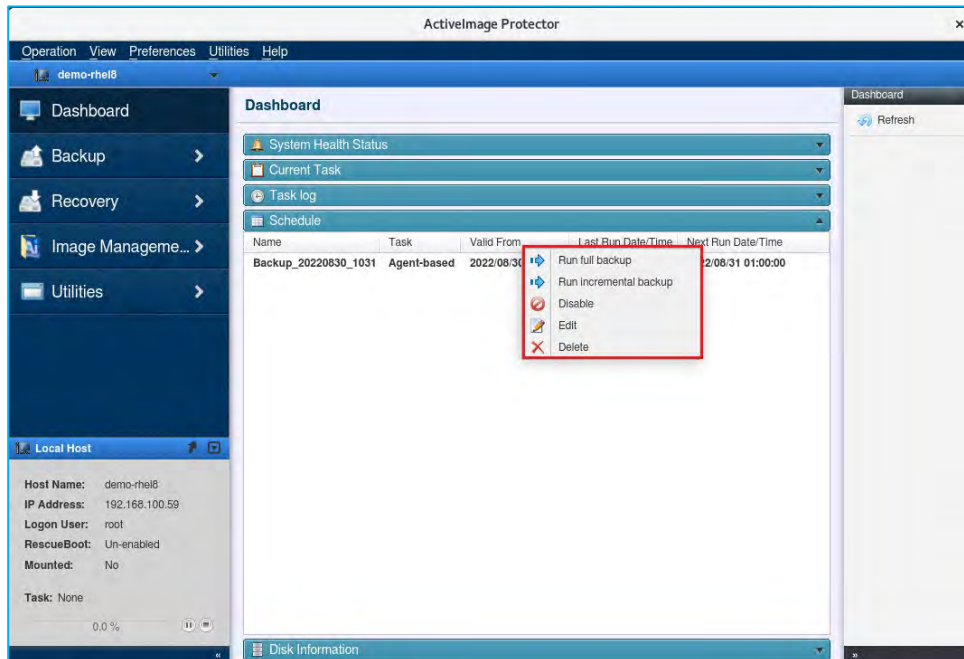 ActiveImage Protector
Operation View Preferences Utilities Help
demo-rhel8
Dashboard
Backup
Recovery
Image Manageme...
Utilities
Local Host
Host Name: demo-rhel8
IP Address: 192.168.100.59
Logon User: root
RescueBoot: Un-enabled
Mounted: No
Task: None
0.0 %
Dashboard
System Health Status
Current Task
Task log
Schedule
Name Task Valid From Last Run Date/Time Next Run Date/Time
Backup_20220830_1031 Agent-based 2022/08/30 2/08/31 01:00:00
Run full backup
Run incremental backup
Disable
Edit
Delete
Disk Information
Dashboard
Refresh